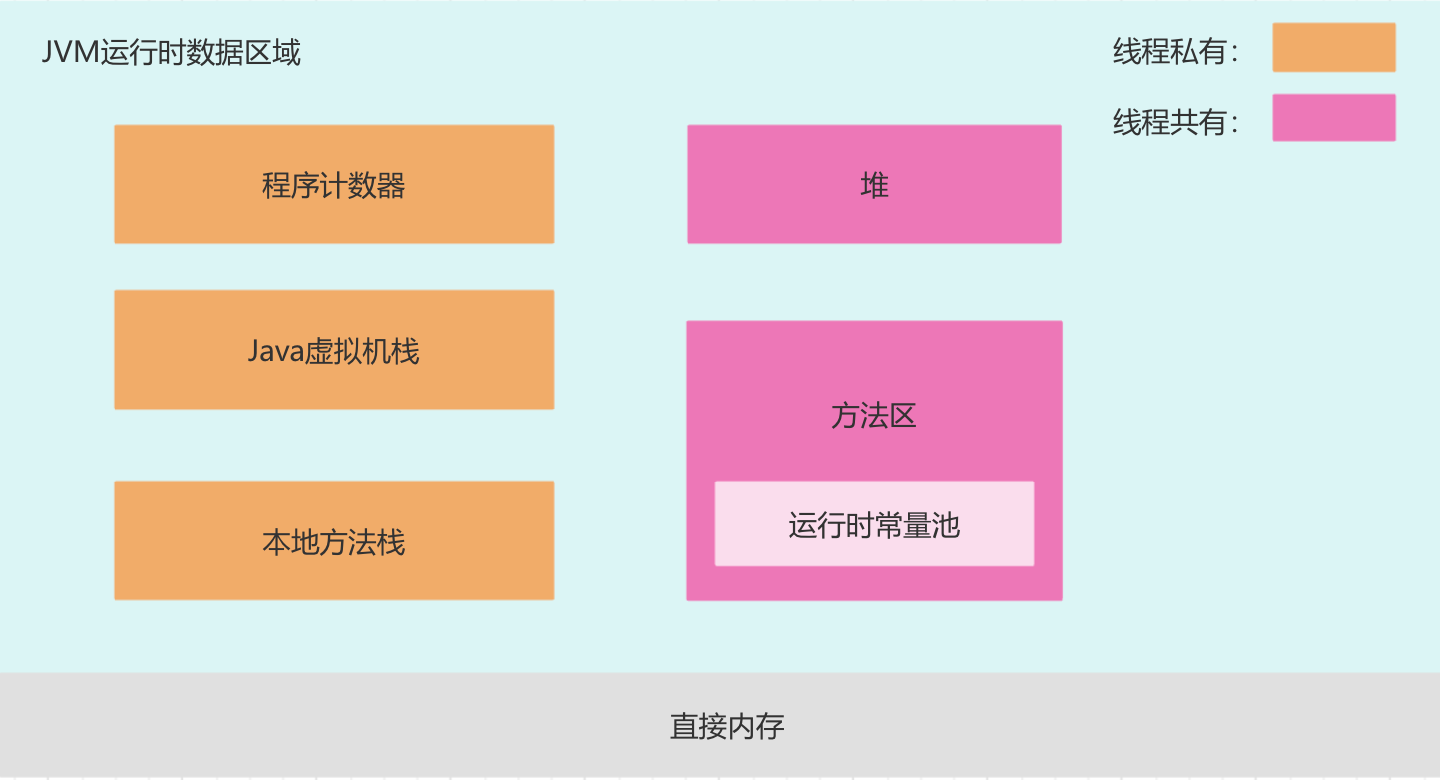 JVM运行时数据区域
线程私有：
线程共有：
程序计数器
堆
Java虚拟机栈
方法区
运行时常量池
本地方法栈
直接内存